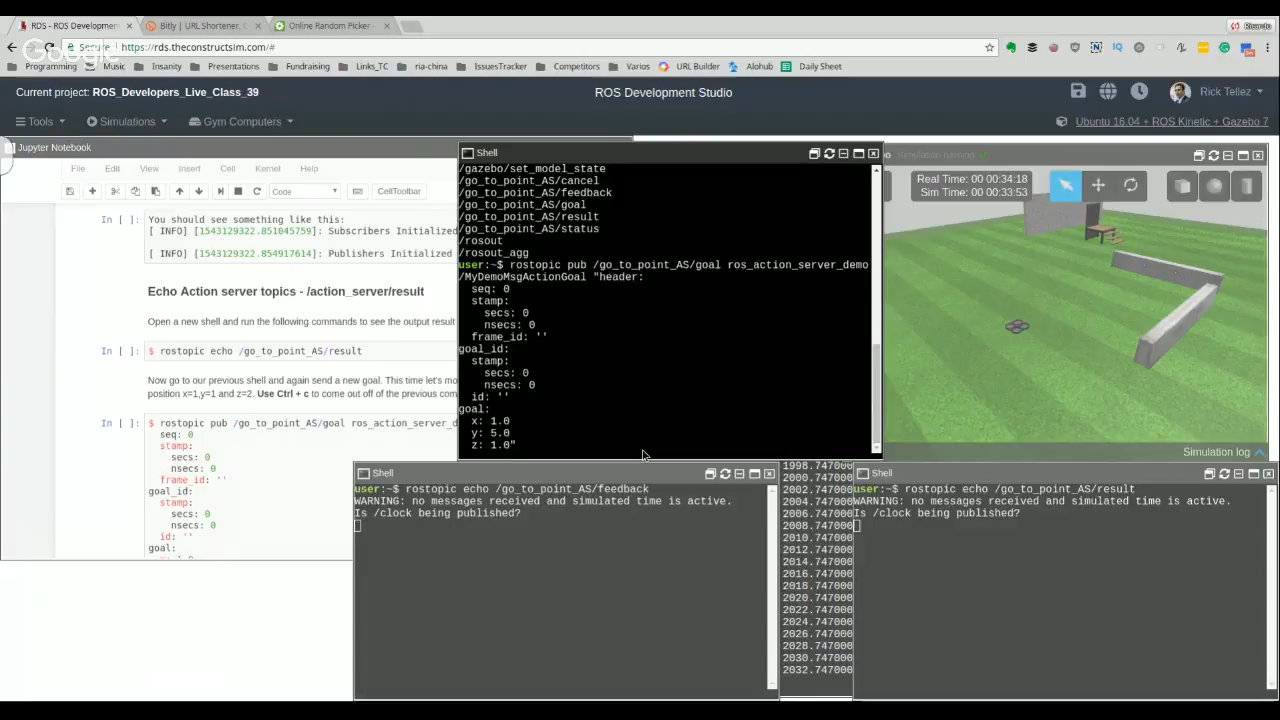 RDS - ROS Developmen
Bitly | URL Shortener, C
Online Random Picker -
Ricardo
Google
Secure
https://rds.theconstructsim.com/#
Programming
Music
Insanity
Presentations
Fundraising
Links_TC
ria-china
IssuesTracker
Competitors
Varios
URL Builder
Alohub
Daily Sheet
Current project: ROS_Developers_Live_Class_39
ROS Development Studio
Rick Tellez
Tools
Simulations
Gym Computers
Ubuntu 16.04 + ROS Kinetic + Gazebo 7
Jupyter Notebook
File Edit View Insert Cell Kernel Help
Code
CellToolbar
In [ ]: You should see something like this:
[ INFO] [1543129322.851045759]: Subscribers Initialized
[ INFO] [1543129322.854917614]: Publishers Initialized
Echo Action server topics - /action_server/result
Open a new shell and run the following commands to see the output result
In [ ]: $ rostopic echo /go_to_point_AS/result
Now go to our previous shell and again send a new goal. This time let's mo
position x=1,y=1 and z=2. Use Ctrl + c to come out off the previous com
In [ ]: $ rostopic pub /go_to_point_AS/goal ros_action_server_d
seq: 0
stamp:
secs: 0
nsecs: 0
frame_id: ''
goal_id:
stamp:
secs: 0
nsecs: 0
id: ''
goal:
Shell
/gazebo/set_model_state
/go_to_point_AS/cancel
/go_to_point_AS/feedback
/go_to_point_AS/goal
/go_to_point_AS/result
/go_to_point_AS/status
/rosout
/rosout_agg
user:~$ rostopic pub /go_to_point_AS/goal ros_action_server_demo
/MyDemoMsgActionGoal "header:
seq: 0
stamp:
secs: 0
nsecs: 0
frame_id: ''
goal_id:
stamp:
secs: 0
nsecs: 0
id: ''
goal:
x: 1.0
y: 5.0
z: 1.0"
Simulation running
Real Time: 00 00:34:18
Sim Time: 00 00:33:53
Simulation log
Shell
user:~$ rostopic echo /go_to_point_AS/feedback
WARNING: no messages received and simulated time is active.
Is /clock being published?
1998.747000
2000.747000
2002.747000
2004.747000
2006.747000
2008.747000
2010.747000
2012.747000
2014.747000
2016.747000
2018.747000
2020.747000
2022.747000
2024.747000
2026.747000
2028.747000
2030.747000
2032.747000
Shell
user:~$ rostopic echo /go_to_point_AS/result
WARNING: no messages received and simulated time is active.
Is /clock being published?